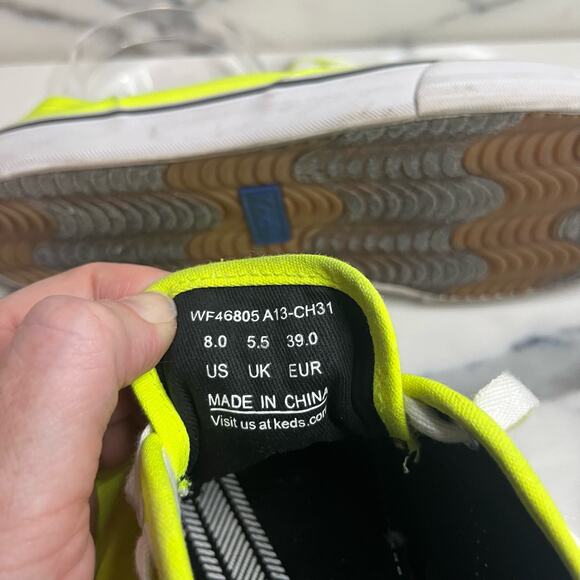 WF46805 A13-CH31
8.0 5.5 39.0
US UK EUR
MADE IN CHINA
Visit us at keds.com